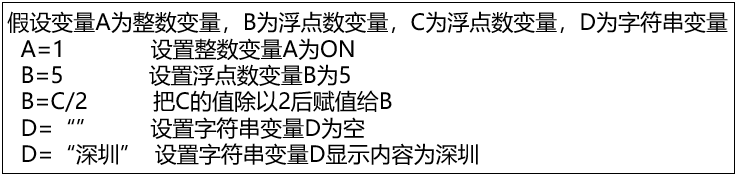 假设变量A为整数变量，B为浮点数变量，C为浮点数变量，D为字符串变量
A=1 设置整数变量A为ON
B=5 设置浮点数变量B为5
B=C/2 把C的值除以2后赋值给B
D=“” 设置字符串变量D为空
D=“深圳” 设置字符串变量D显示内容为深圳